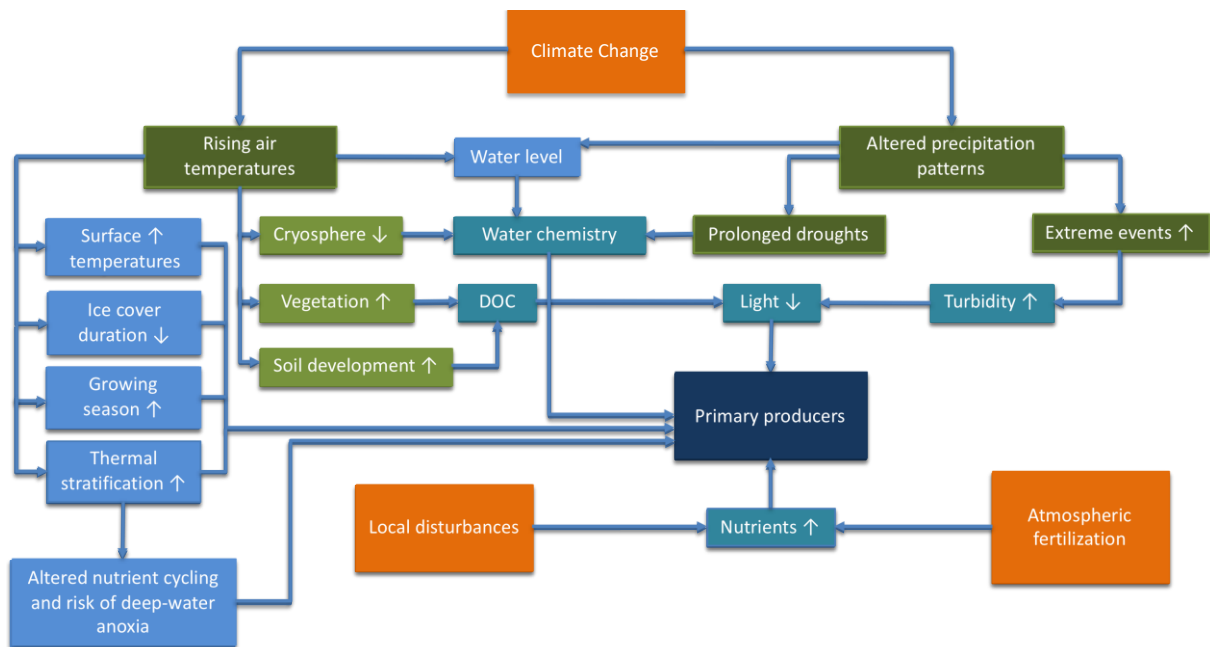 Climate Change
Rising air
temperatures
Water level
Altered precipitation
patterns
Surface ↑
temperatures
Cryosphere ↓
Water chemistry
Prolonged droughts
Extreme events ↑
Ice cover
duration ↓
Vegetation ↑
DOC
Light ↓
Turbidity ↑
Soil development ↑
Growing
season ↑
Primary producers
Thermal
stratification ↑
Local disturbances
Nutrients ↑
Atmospheric
fertilization
Altered nutrient cycling
and risk of deep-water
anoxia